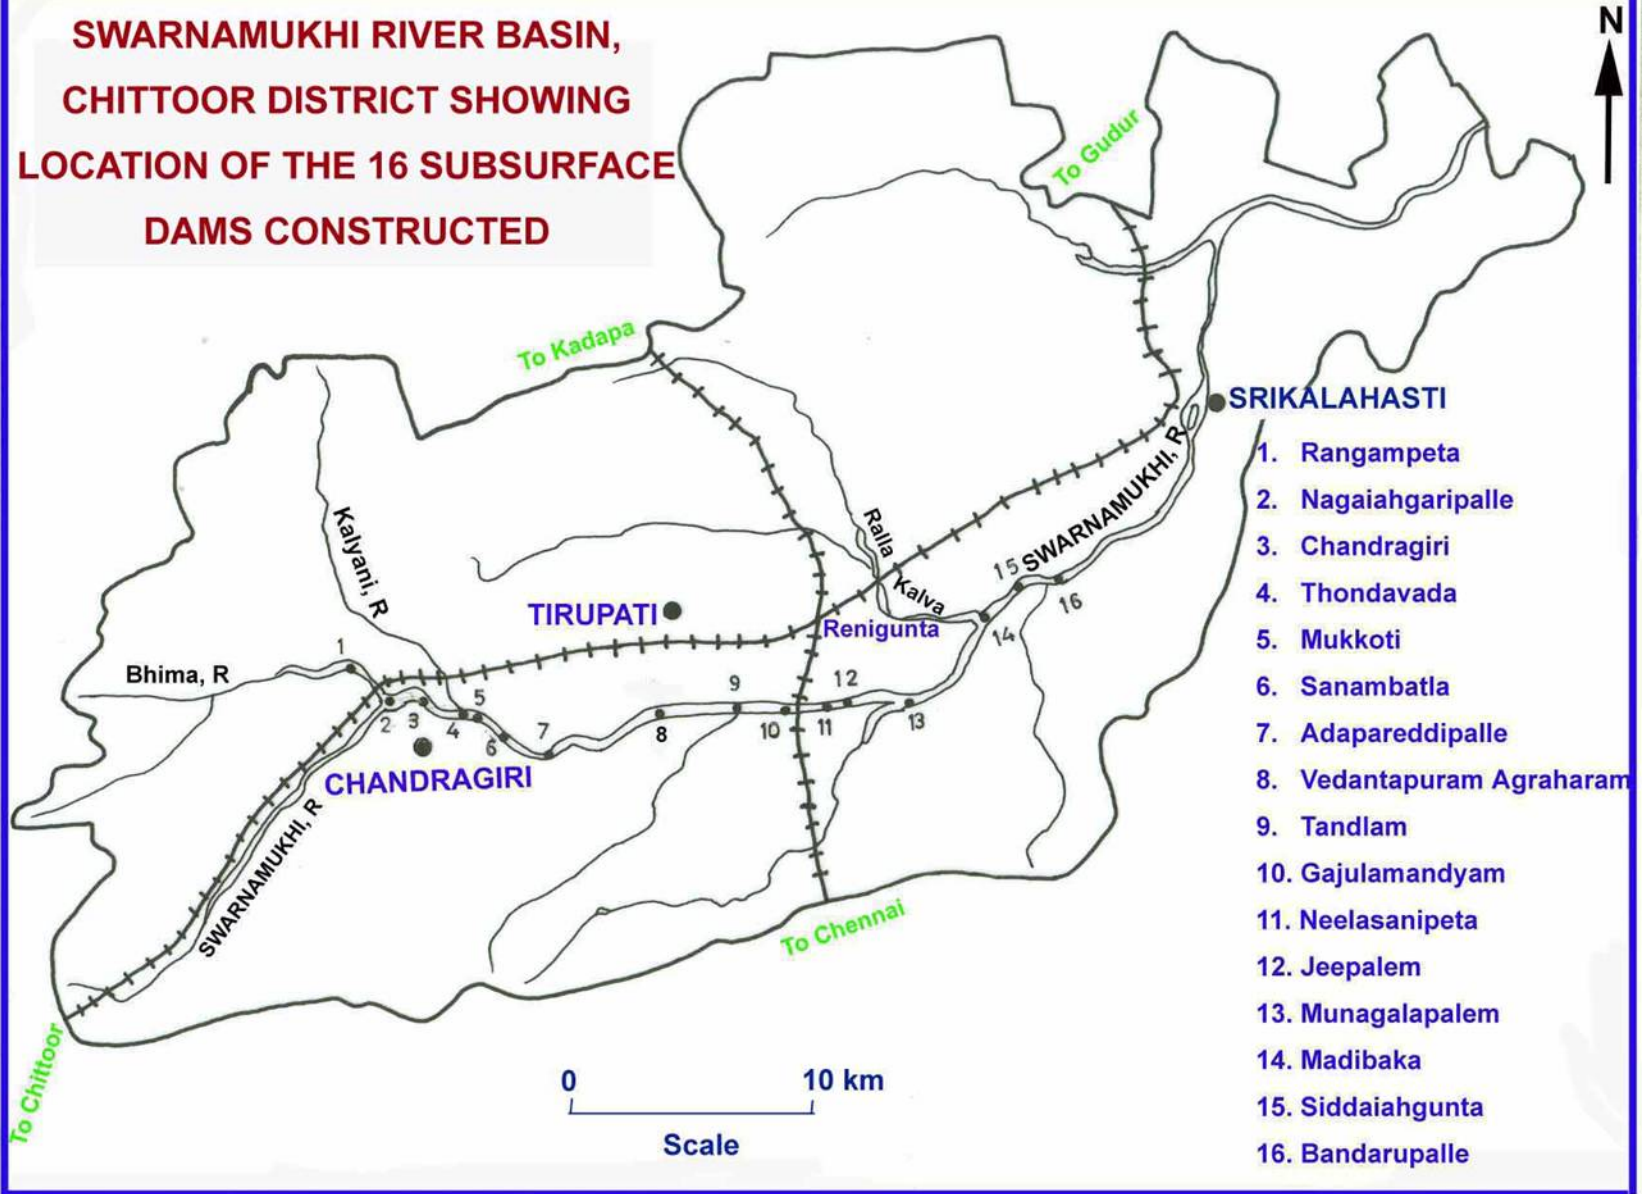 SWARNAMUKHI RIVER BASIN,
CHITTOOR DISTRICT SHOWING
LOCATION OF THE 16 SUBSURFACE
DAMS CONSTRUCTED
N
To Gudur
To Kadapa
SRIKALAHASTI
SWARNAMUKHI, R
Kalyani, R
Ralla
Kalva
TIRUPATI
Renigunta
Bhima, R
1
2
3
4
5
6
7
8
9
10
11
12
13
14
15
16
CHANDRAGIRI
SWARNAMUKHI, R
To Chennai
To Chittoor
0 10 km
Scale
1. Rangampeta
2. Nagaiahgaripalle
3. Chandragiri
4. Thondavada
5. Mukkoti
6. Sanambatla
7. Adapareddipalle
8. Vedantapuram Agraharam
9. Tandlam
10. Gajulamandyam
11. Neelasanipeta
12. Jeepalem
13. Munagalapalem
14. Madibaka
15. Siddaiahgunta
16. Bandarupalle